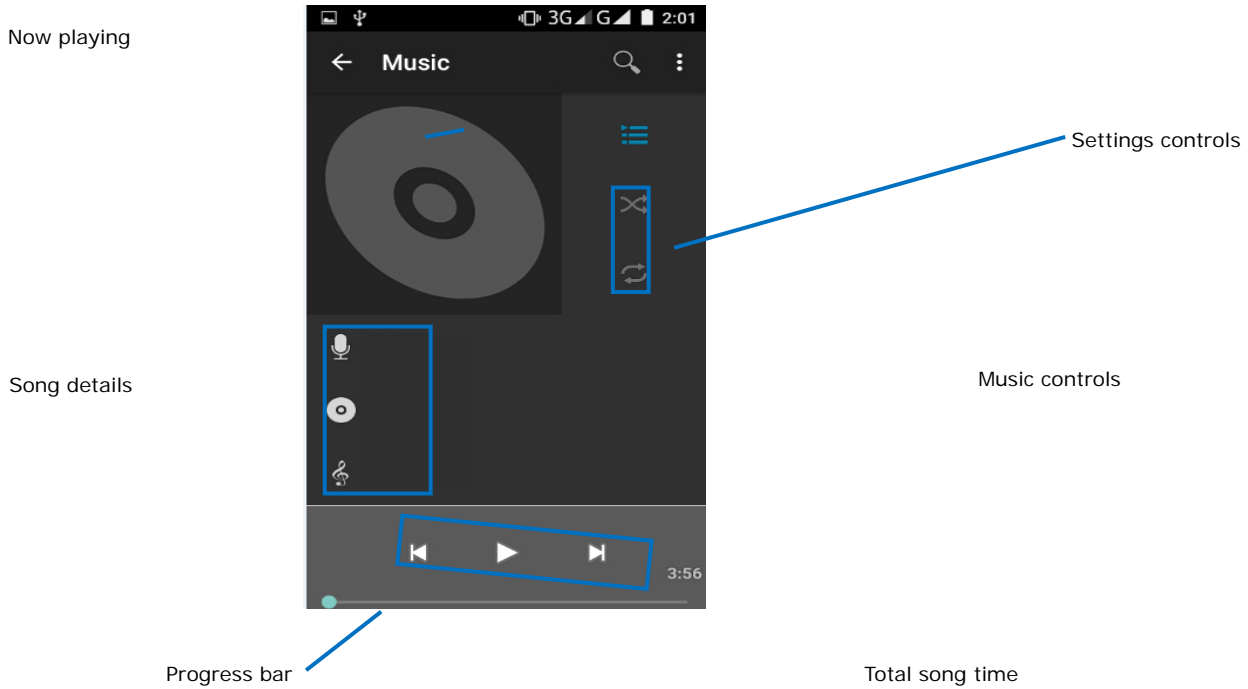 3G G 2:01
Now playing
Music
Settings controls
Song details
Music controls
3:56
Progress bar
Total song time